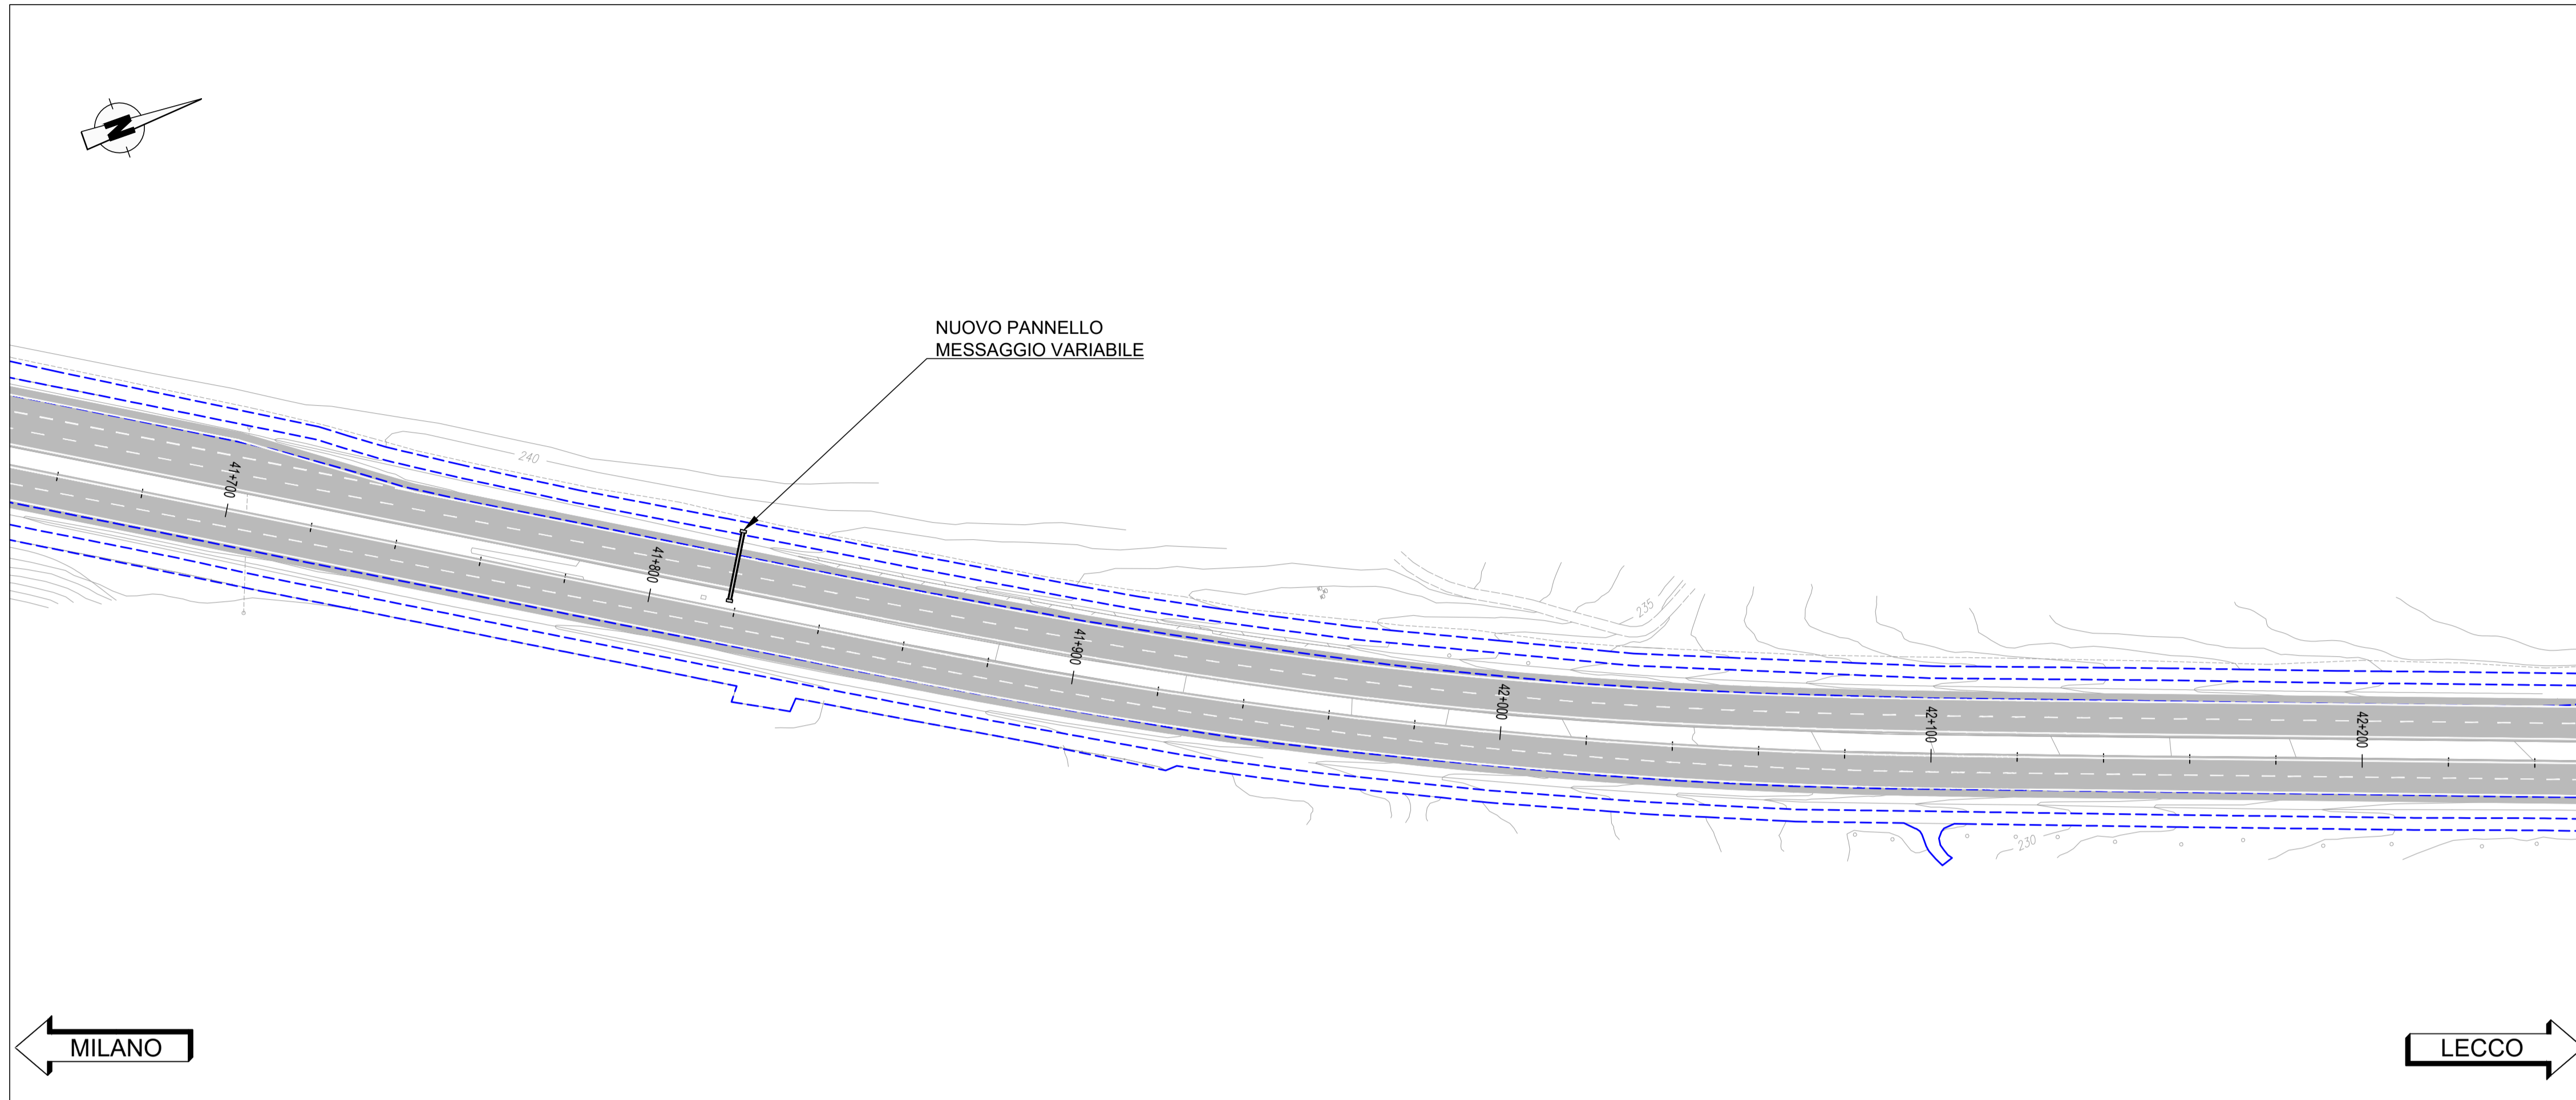 N
NUOVO PANNELLO
MESSAGGIO VARIABILE
240
41+700
41+800
41+900
42+000
42+100
42+200
235
230
MILANO
LECCO